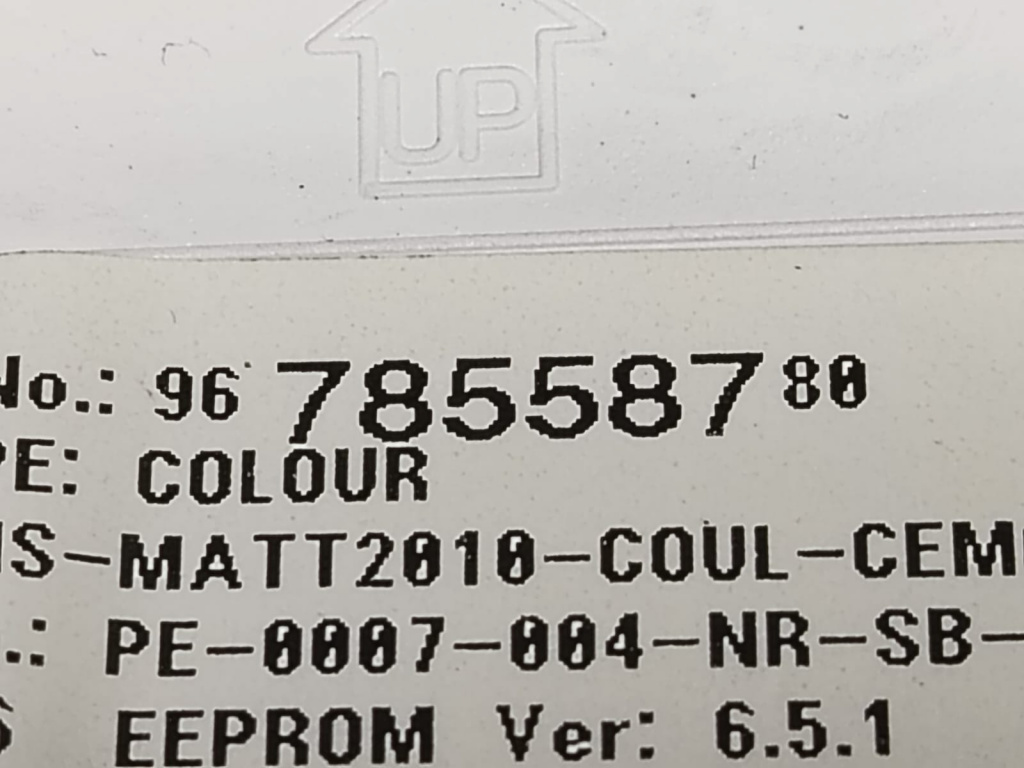 UP
No.: 96 785587 80
PE: COLOUR
S-MATT2010-COUL-CEM
.: PE-0007-004-NR-SB-
EEPROM Ver: 6.5.1